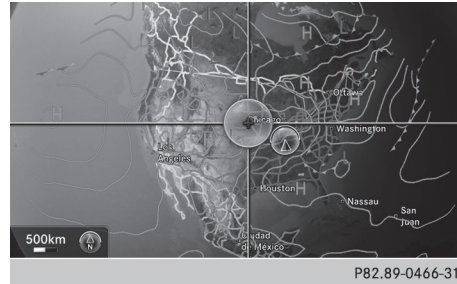 L
H
H
H
Ottawa
H
Chicago
Washington
Los
Angeles
Houston
H
Nassau
San
Juan
500km
N
Ciudad
de México
P82.89-0466-31